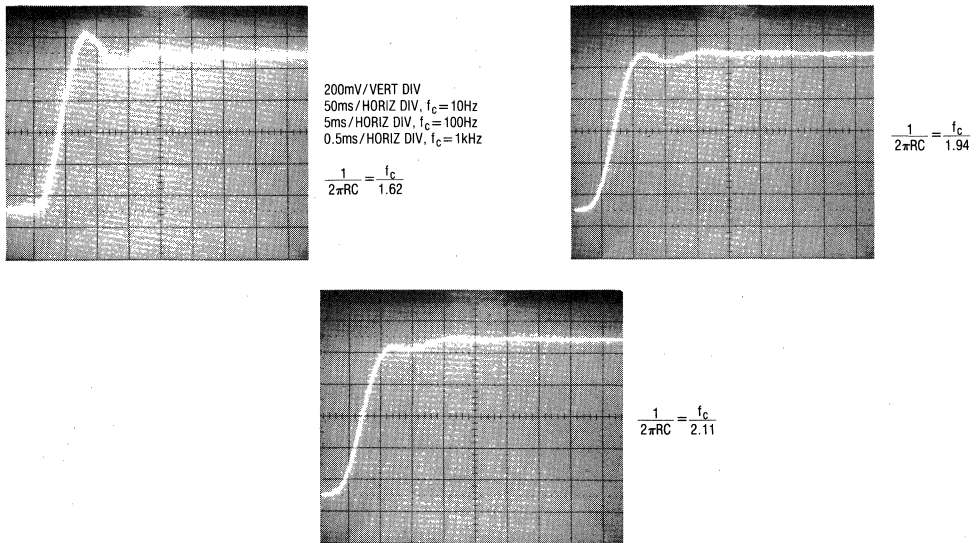 200mV/VERT DIV
50ms/HORIZ DIV, fc=10Hz
5ms/HORIZ DIV, fc=100Hz
0.5ms/HORIZ DIV, fc=1kHz
1/2πRC = fc/1.62
1/2πRC = fc/1.94
1/2πRC = fc/2.11